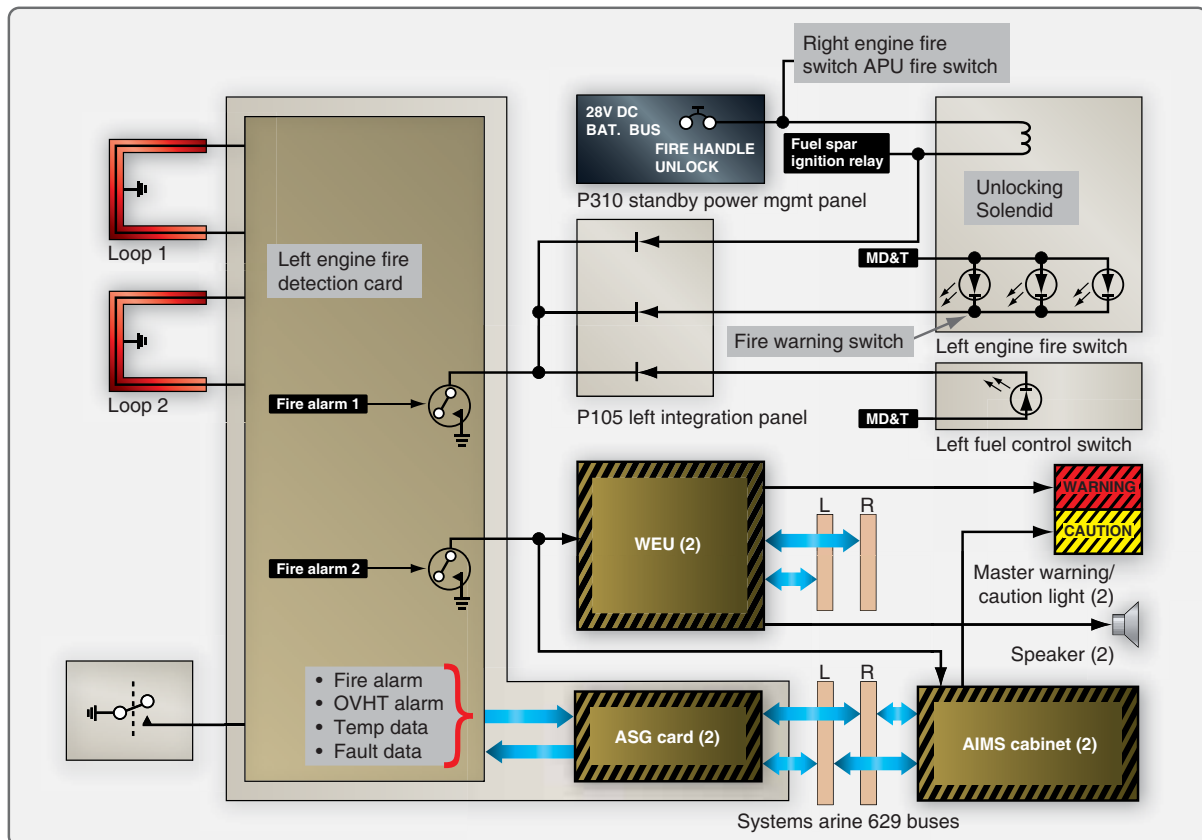 Right engine fire
switch APU fire switch
28V DC
BAT. BUS
FIRE HANDLE
UNLOCK
Fuel spar
ignition relay
P310 standby power mgmt panel
Unlocking
Solendid
MD&T
Fire warning switch
Left engine fire switch
Loop 1
Left engine fire
detection card
Loop 2
Fire alarm 1
P105 left integration panel
MD&T
Left fuel control switch
WEU (2)
L
R
WARNING
CAUTION
Master warning/
caution light (2)
Fire alarm 2
Speaker (2)
• Fire alarm
• OVHT alarm
• Temp data
• Fault data
ASG card (2)
L
R
AIMS cabinet (2)
Systems arine 629 buses